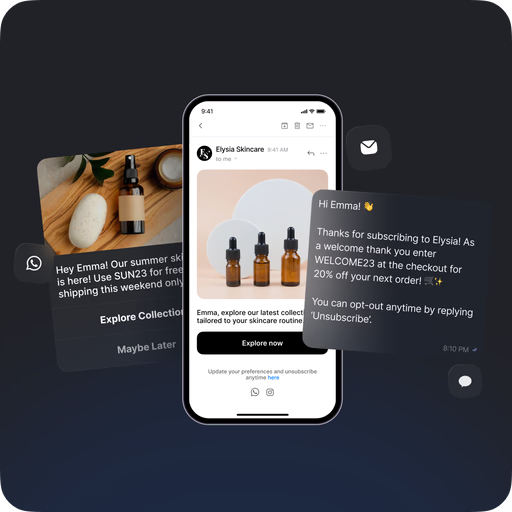 9:41
Elysia Skincare 9:41 AM
to me
Hey Emma! Our summer
is here! Use SUN23 for free
shipping this weekend only
Explore Collection
Maybe Later
Emma, explore our latest
tailored to your skincare routine
Explore now
Update your preferences and unsubscribe
anytime here
Hi Emma! 👋
Thanks for subscribing to Elysia! As
a welcome thank you enter
WELCOME23 at the checkout for
20% off your next order! 🛒✨
You can opt-out anytime by replying
'Unsubscribe'.
8:10 PM